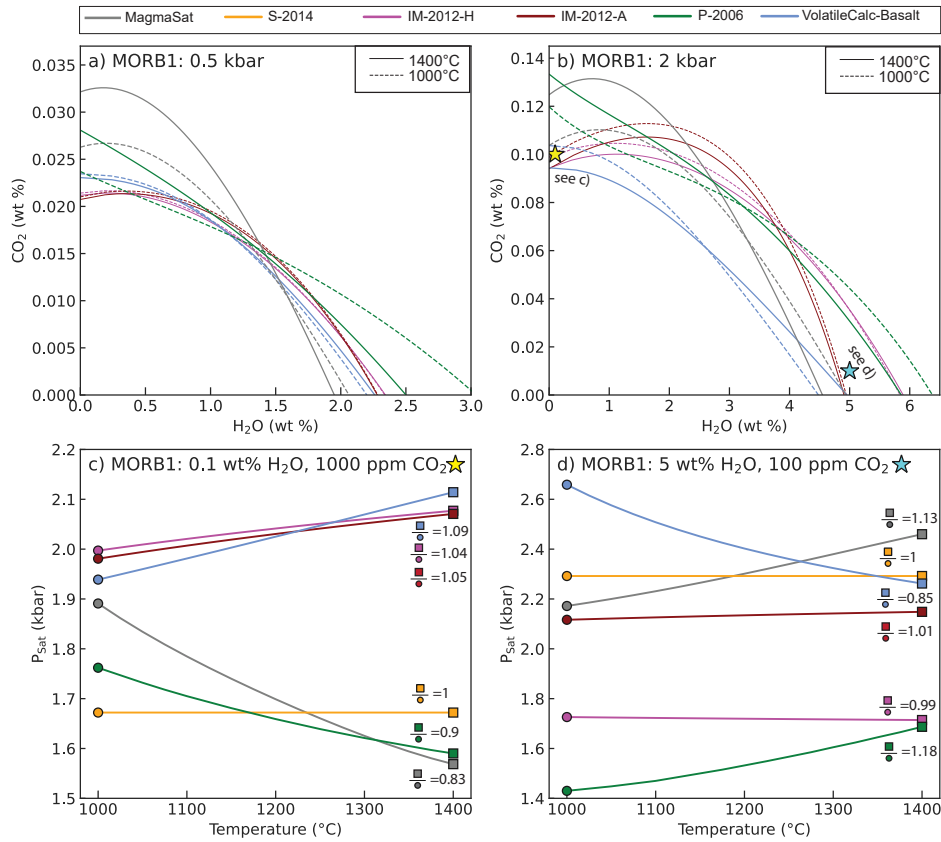 MagmaSat S-2014 IM-2012-H IM-2012-A P-2006 VolatileCalc-Basalt
a) MORB1: 0.5 kbar
1400°C
1000°C
0.035
0.030
0.025
0.020
0.015
0.010
0.005
0.000
CO₂ (wt %)
0.0 0.5 1.0 1.5 2.0 2.5 3.0
H₂O (wt %)
b) MORB1: 2 kbar
1400°C
1000°C
0.14
0.12
0.10
0.08
0.06
0.04
0.02
0.00
CO₂ (wt %)
see c)
see d)
0 1 2 3 4 5 6
H₂O (wt %)
c) MORB1: 0.1 wt% H₂O, 1000 ppm CO₂
2.2
2.1
2.0
1.9
1.8
1.7
1.6
1.5
P_Sat (kbar)
=1.09
=1.04
=1.05
=1
=0.9
=0.83
1000 1100 1200 1300 1400
Temperature (°C)
d) MORB1: 5 wt% H₂O, 100 ppm CO₂
2.8
2.6
2.4
2.2
2.0
1.8
1.6
1.4
P_Sat (kbar)
=1.13
=1
=0.85
=1.01
=0.99
=1.18
1000 1100 1200 1300 1400
Temperature (°C)